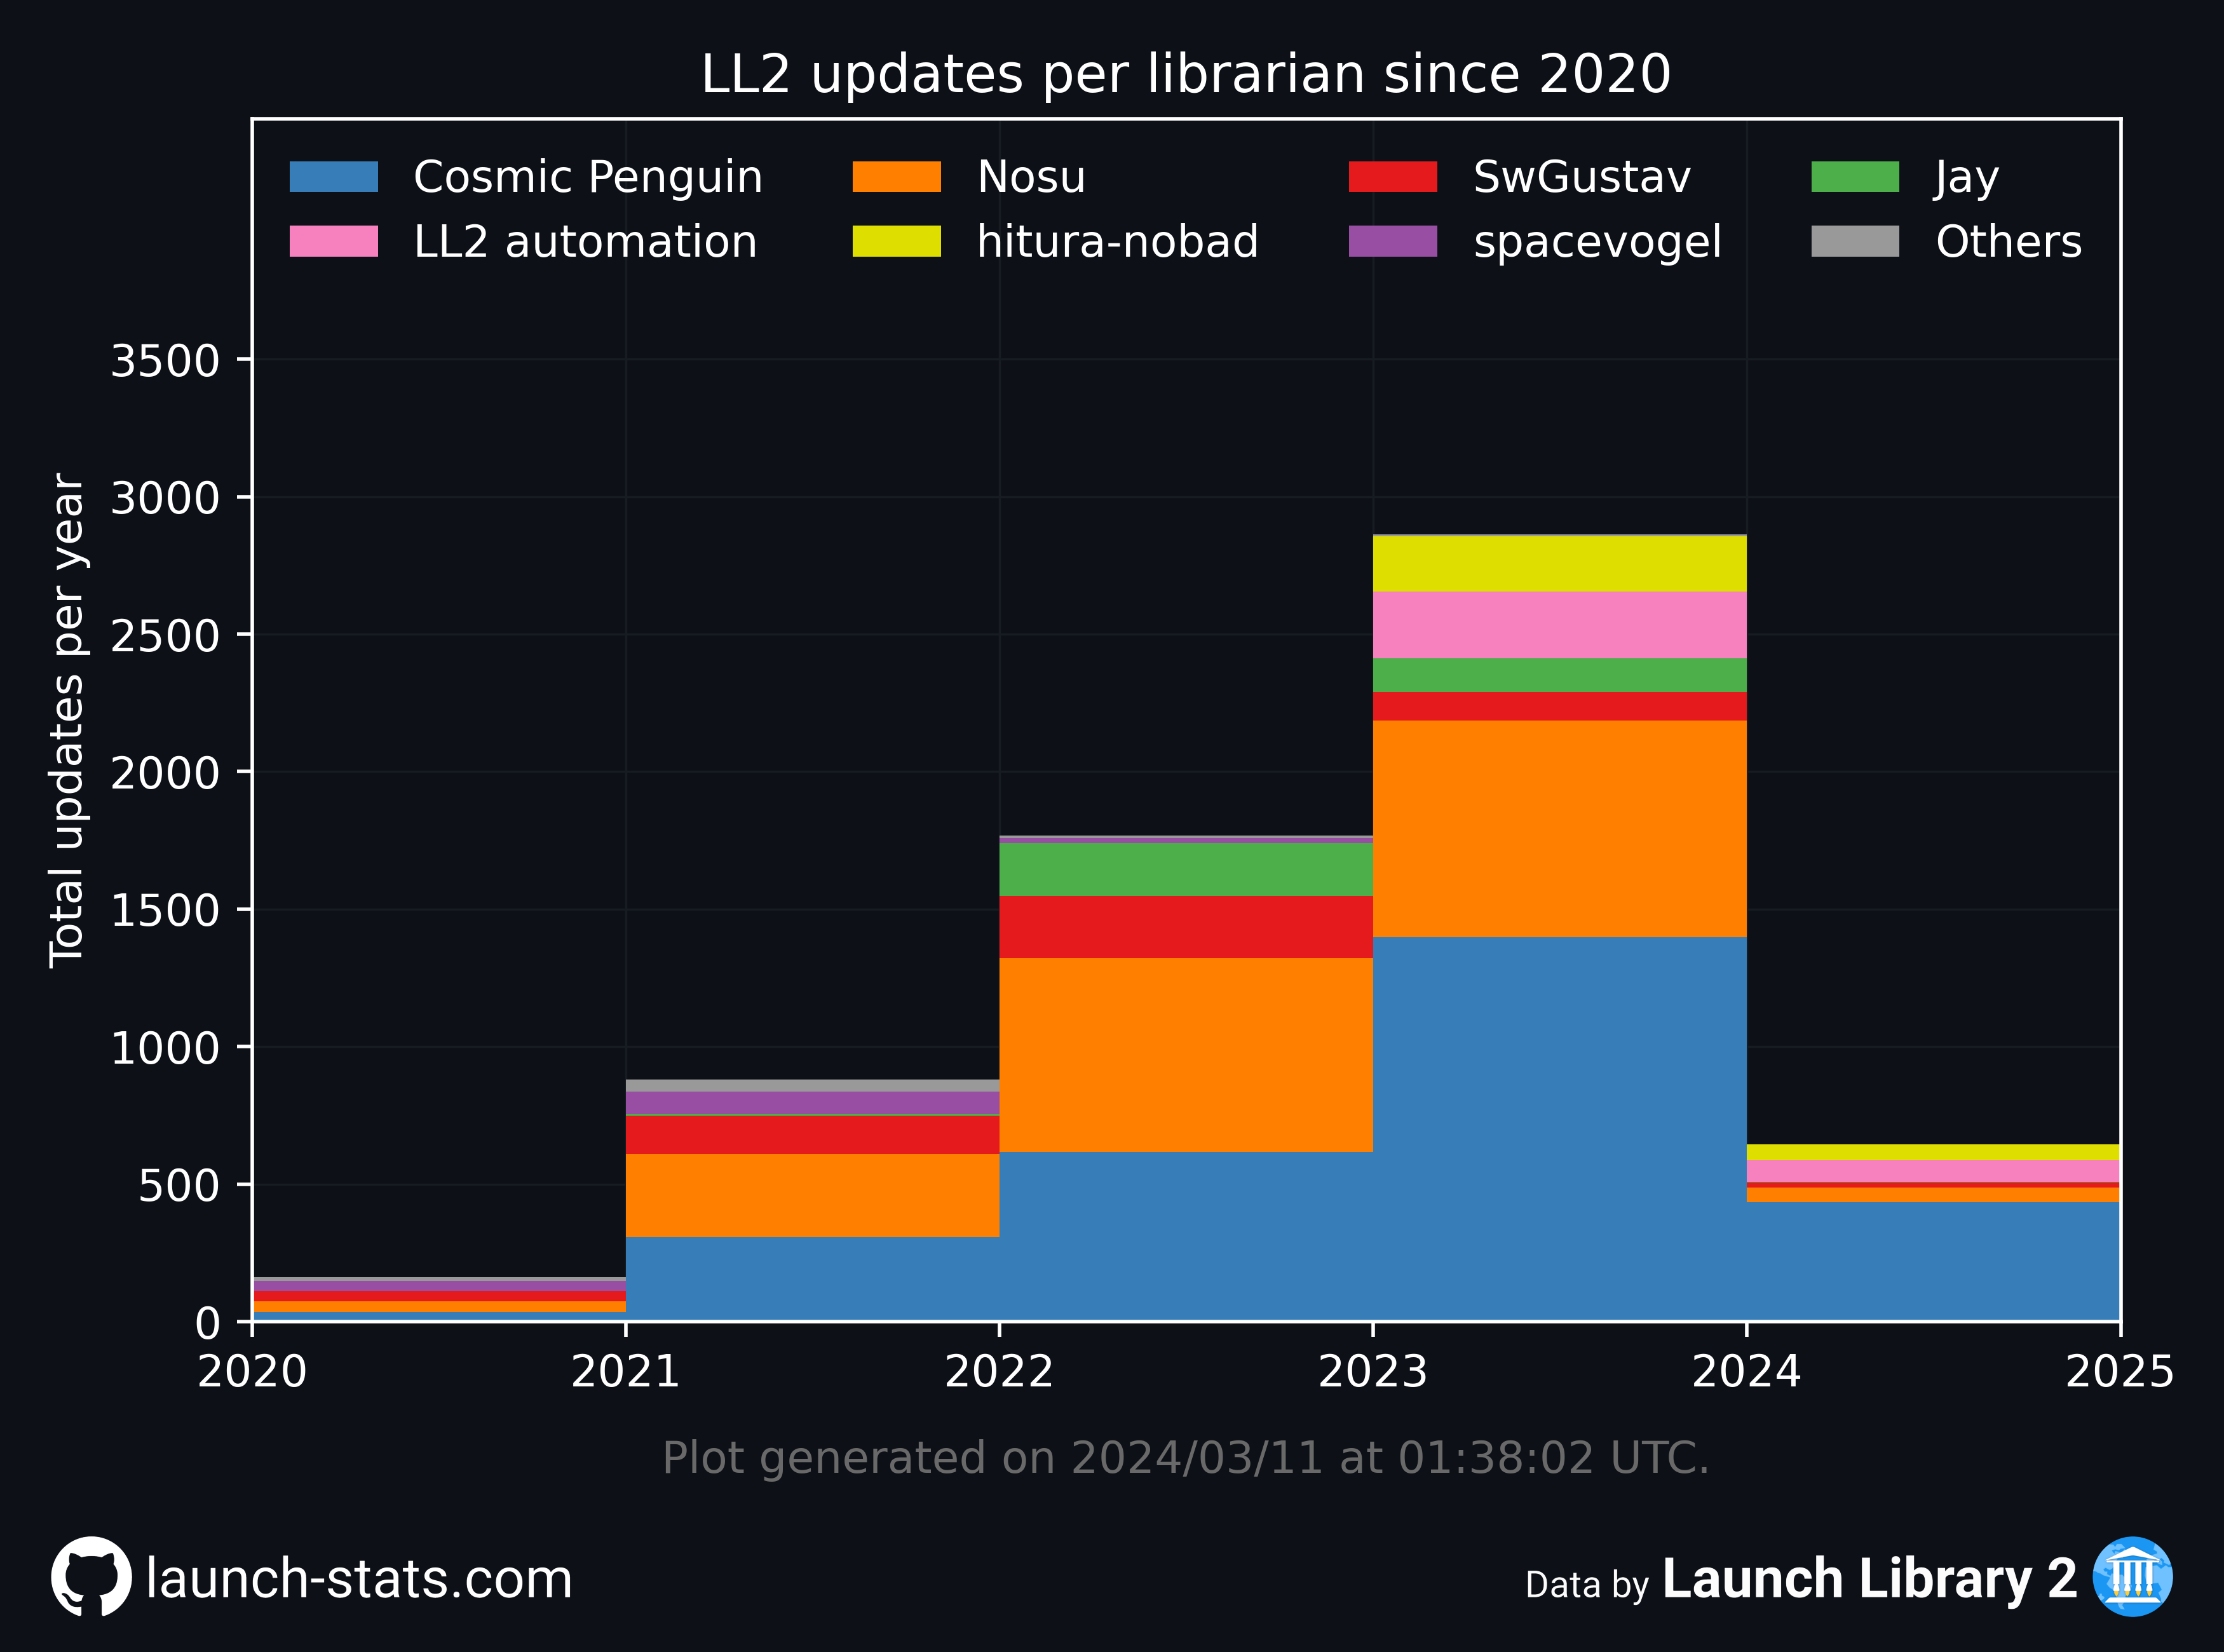 LL2 updates per librarian since 2020
Cosmic Penguin Nosu SwGustav Jay
LL2 automation hitura-nobad spacevogel Others
Total updates per year
3500
3000
2500
2000
1500
1000
500
0
2020 2021 2022 2023 2024 2025
Plot generated on 2024/03/11 at 01:38:02 UTC.
launch-stats.com
Data by Launch Library 2